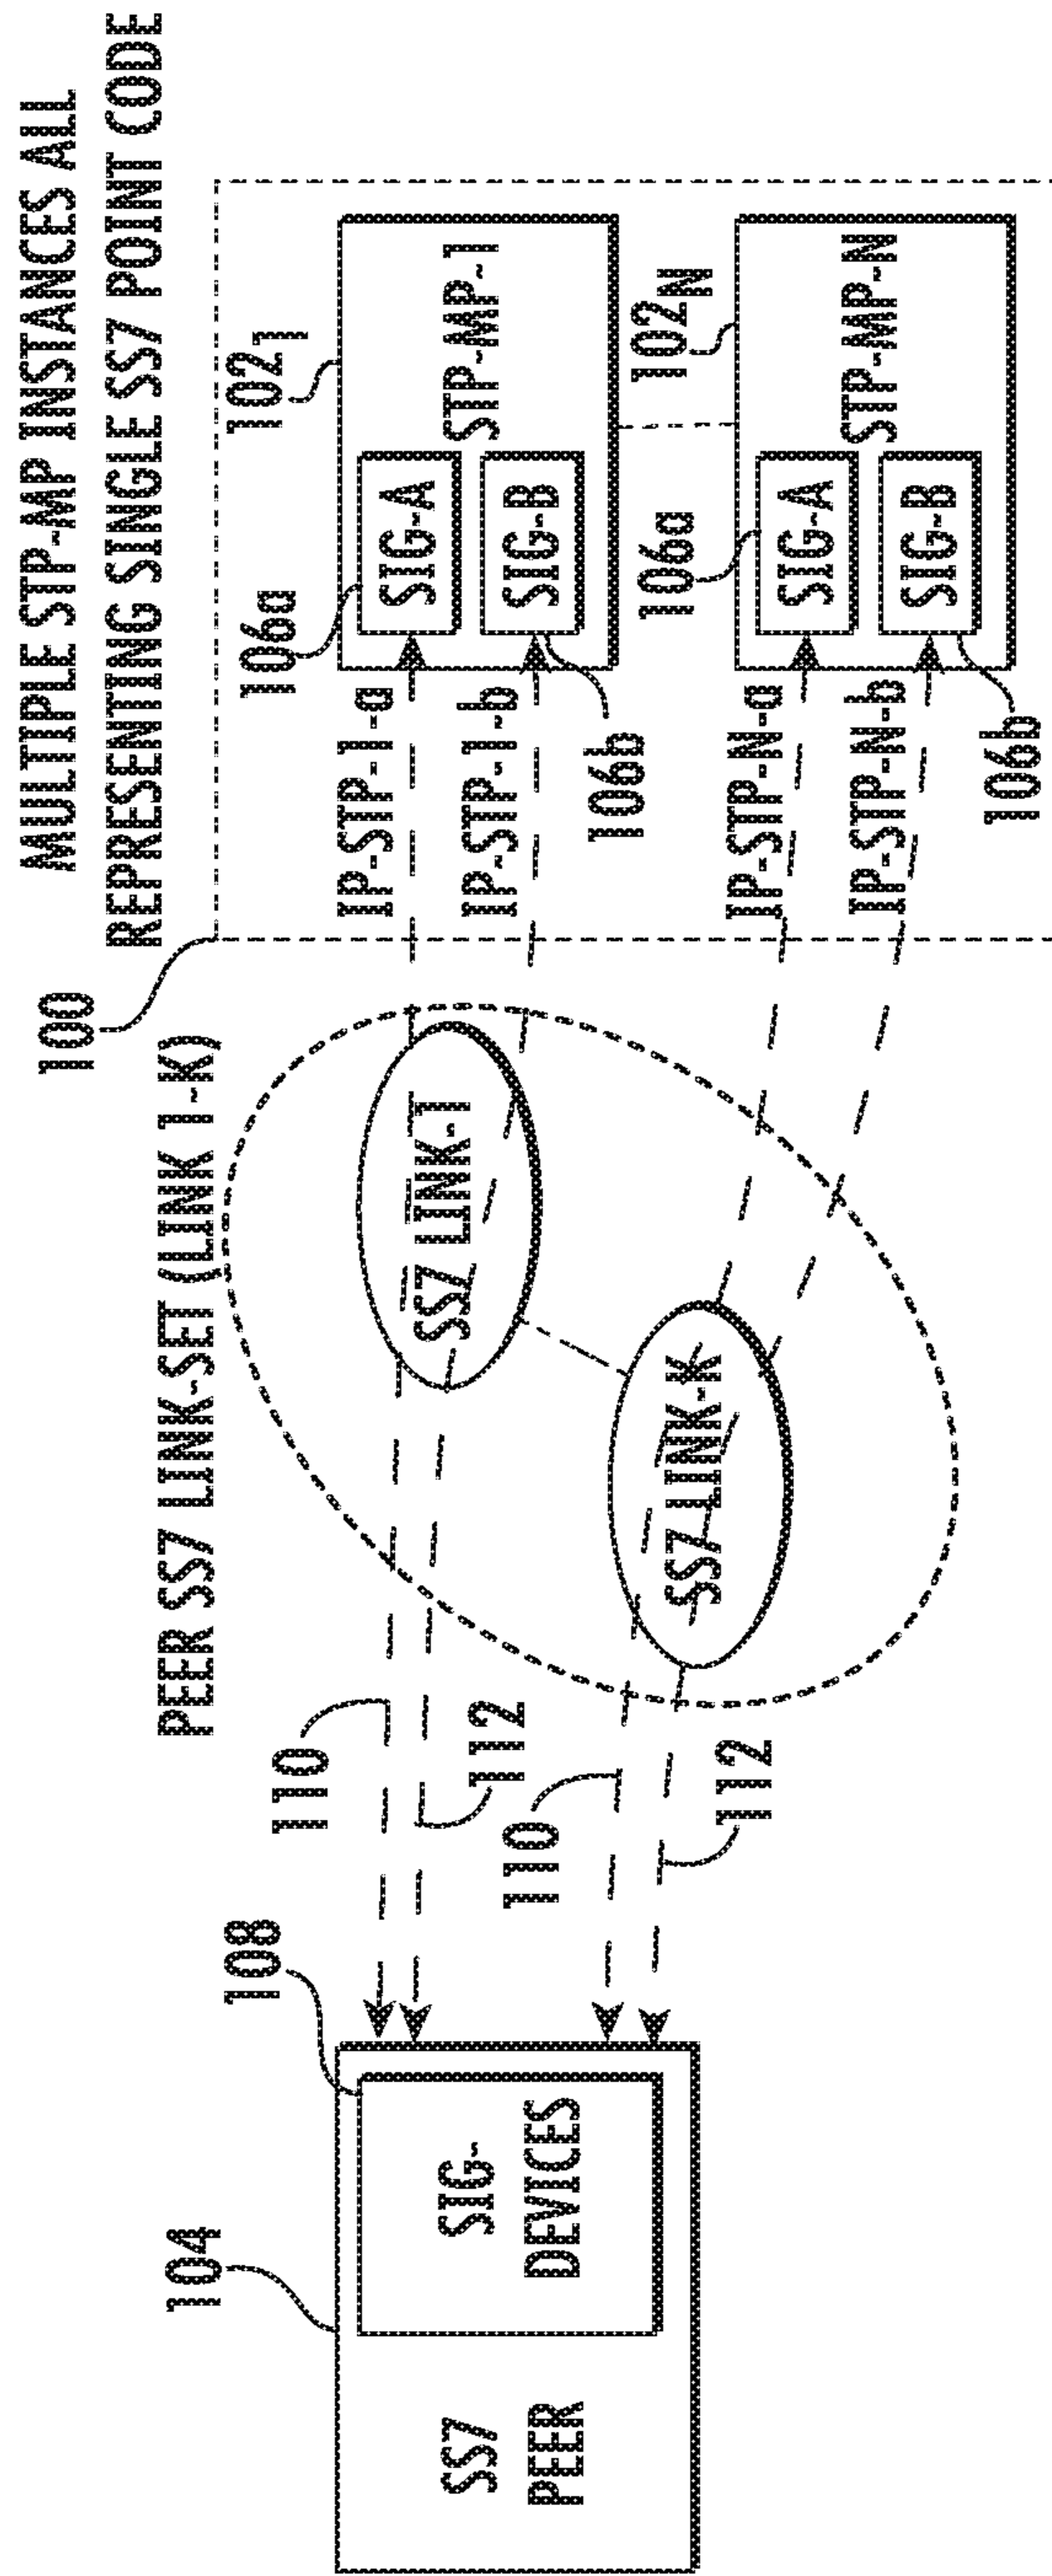 MULTIPLE STP-MP INSTANCES ALL
REPRESENTING SINGLE SS7 POINT CODE
100
PEER SS7 LINK-SET (LINK 1-K)
102₁
106a
SIG-A
STP-MP-1
IP-STP-1-a
SIG-B
IP-STP-1-b
106b
SS7 LINK-1
110
112
108
104
SIG-
DEVICES
SS7
PEER
102N
106a
SIG-A
STP-MP-N
IP-STP-N-a
SIG-B
IP-STP-N-b
106b
SS7 LINK-K
110
112